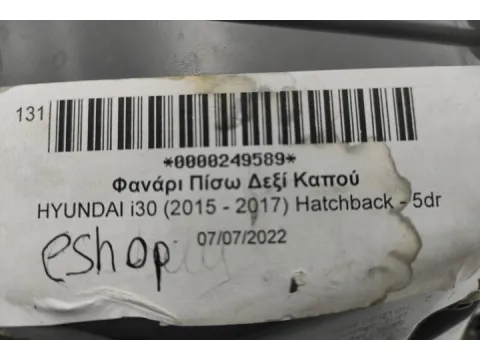 131
*0000249589*
Φανάρι Πίσω Δεξί Καπού
HYUNDAI i30 (2015 - 2017) Hatchback - 5dr
07/07/2022
eshop